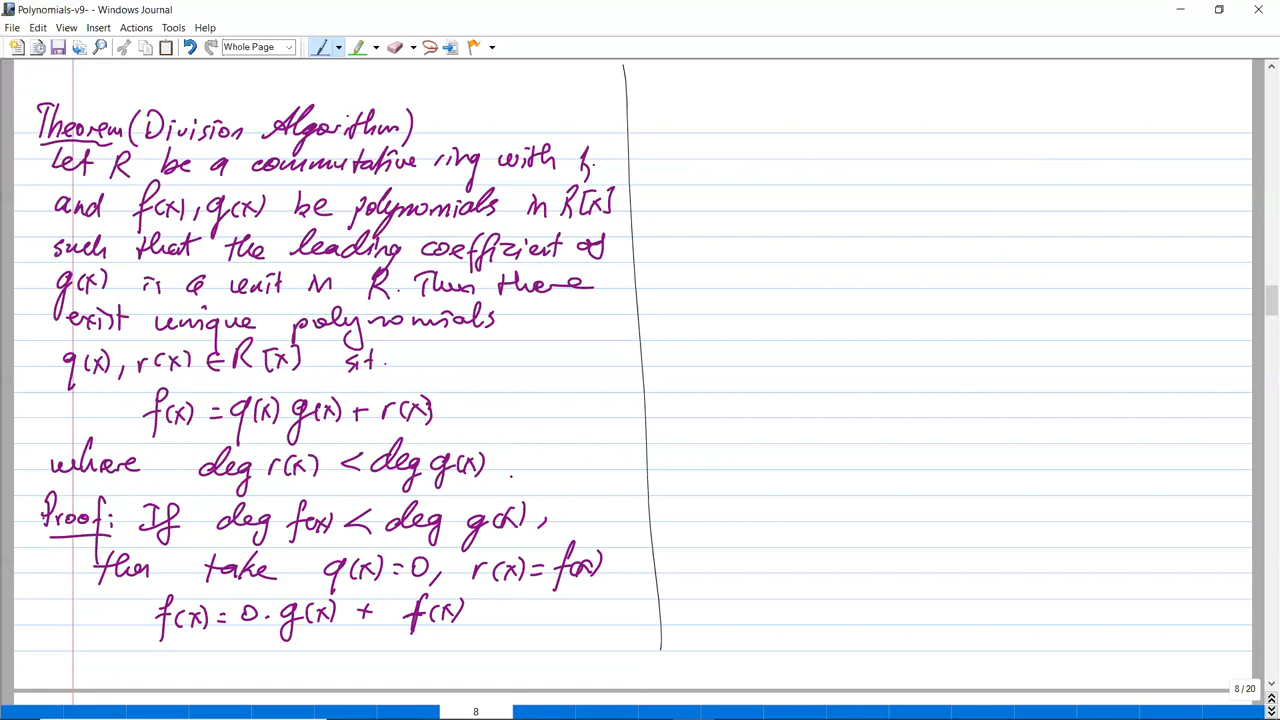 Polynomials-v9- - Windows Journal
File Edit View Insert Actions Tools Help
Whole Page
Theorem (Division Algorithm)
Let R be a commutative ring with 1,
and f(x), g(x) be polynomials in R[x]
such that the leading coeffizient of
g(x) is a unit in R. Then there
exist unique polynomials
q(x), r(x) ∈ R[x] s.t.
f(x) = q(x) g(x) + r(x)
where deg r(x) < deg g(x).
Proof: If deg f(x) < deg g(x),
then take q(x) = 0, r(x) = f(x)
f(x) = 0. g(x) + f(x)
8 / 20
8